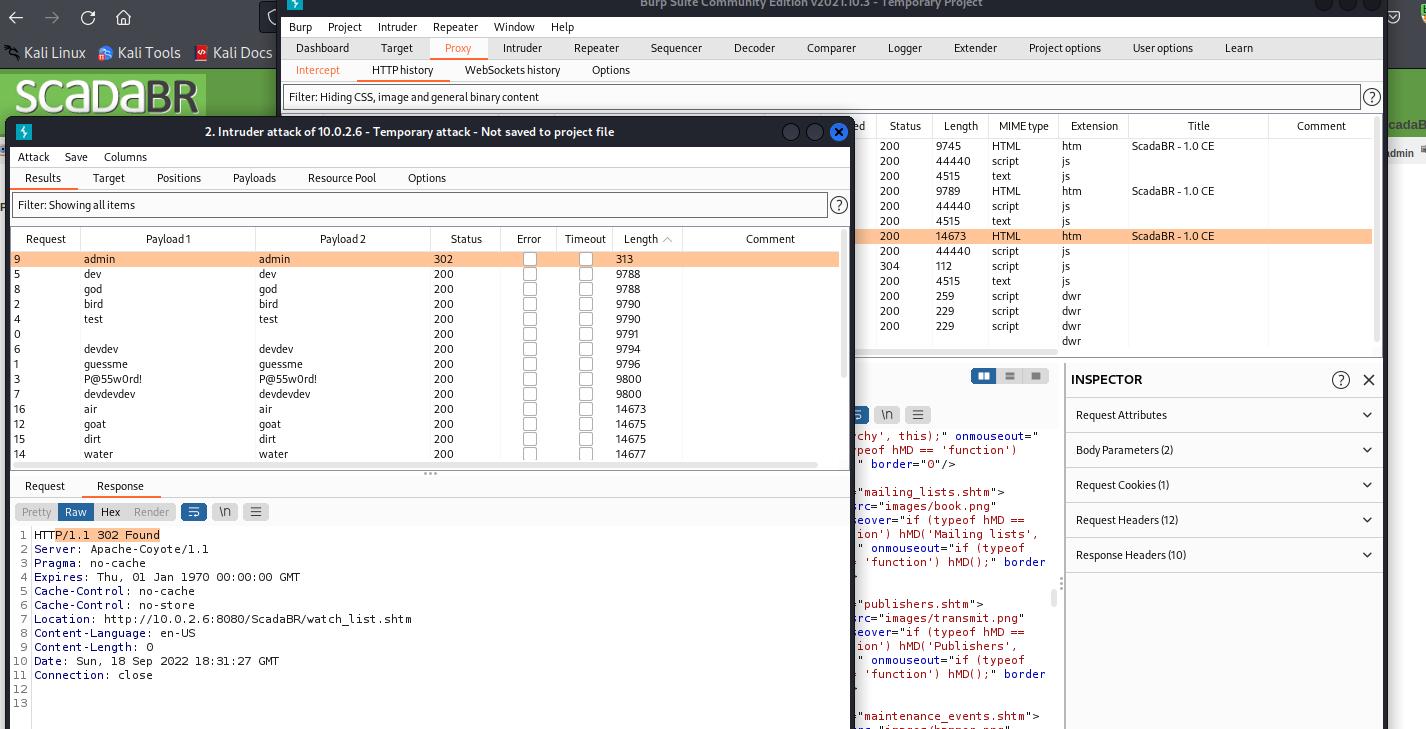 Burp Suite Community Edition v2021.10.3 - Temporary Project
Burp Project Intruder Repeater Window Help
Kali Linux Kali Tools Kali Docs
Dashboard Target Proxy Intruder Repeater Sequencer Decoder Comparer Logger Extender Project options User options Learn
Intercept HTTP history WebSockets history Options
SCADABR
Filter: Hiding CSS, image and general binary content
?
ed Status Length MIME type Extension Title Comment
200 9745 HTML htm ScadaBR - 1.0 CE
200 44440 script js
200 4515 text js
200 9789 HTML htm ScadaBR - 1.0 CE
200 44440 script js
200 4515 text js
200 14673 HTML htm ScadaBR - 1.0 CE
200 44440 script js
304 112 script js
200 4515 text js
200 259 script dwr
200 229 script dwr
200 229 script dwr
dwr
cadaB
admin
2. Intruder attack of 10.0.2.6 - Temporary attack - Not saved to project file
Attack Save Columns
Results Target Positions Payloads Resource Pool Options
Filter: Showing all items
?
Request Payload 1 Payload 2 Status Error Timeout Length Comment
9 admin admin 302 313
5 dev dev 200 9788
8 god god 200 9788
2 bird bird 200 9790
4 test test 200 9790
0 200 9791
6 devdev devdev 200 9794
1 guessme guessme 200 9796
3 P@55w0rd! P@55w0rd! 200 9800
7 devdevdev devdevdev 200 9800
16 air air 200 14673
12 goat goat 200 14675
15 dirt dirt 200 14675
14 water water 200 14677
Request Response
Pretty Raw Hex Render \n
1 HTTP/1.1 302 Found
2 Server: Apache-Coyote/1.1
3 Pragma: no-cache
4 Expires: Thu, 01 Jan 1970 00:00:00 GMT
5 Cache-Control: no-cache
6 Cache-Control: no-store
7 Location: http://10.0.2.6:8080/ScadaBR/watch_list.shtm
8 Content-Language: en-US
9 Content-Length: 0
10 Date: Sun, 18 Sep 2022 18:31:27 GMT
11 Connection: close
12
13
\n
ychy', this);" onmouseout="
ypeof hMD == 'function')
" border="0"/>
="mailing_lists.shtm">
src="images/book.png"
seover="if (typeof hMD ==
ion') hMD('Mailing lists',
" onmouseout="if (typeof
= 'function') hMD();" border
>
="publishers.shtm">
src="images/transmit.png"
seover="if (typeof hMD ==
ion') hMD('Publishers',
" onmouseout="if (typeof
= 'function') hMD();" border
>
="maintenance_events.shtm">
INSPECTOR
?
Request Attributes
Body Parameters (2)
Request Cookies (1)
Request Headers (12)
Response Headers (10)